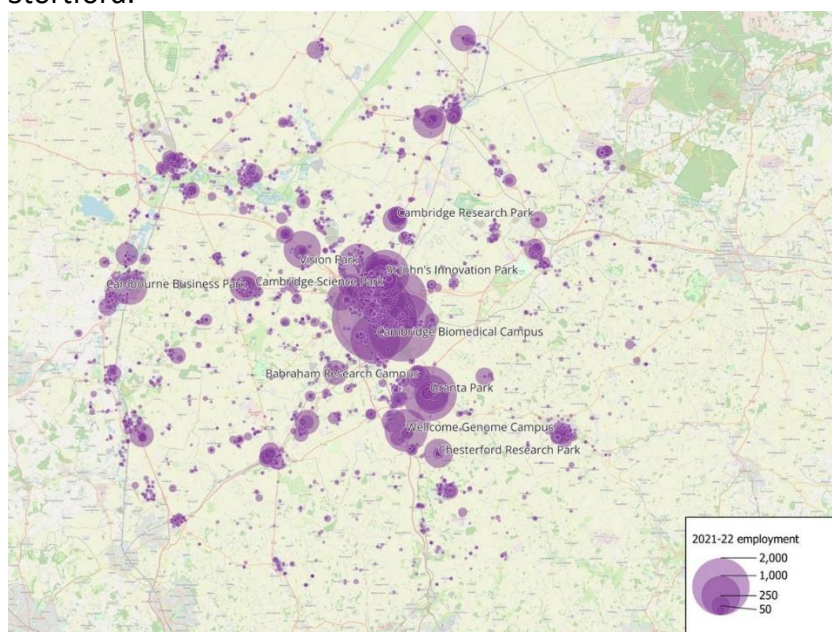 Stortford.
Cambridge Research Park
Vision Park
St John's Innovation Park
Cambourne Business Park
Cambridge Science Park
Cambridge Biomedical Campus
Babraham Research Campus
Granta Park
Wellcome Genome Campus
Chesterford Research Park
2021-22 employment
2,000
1,000
250
50